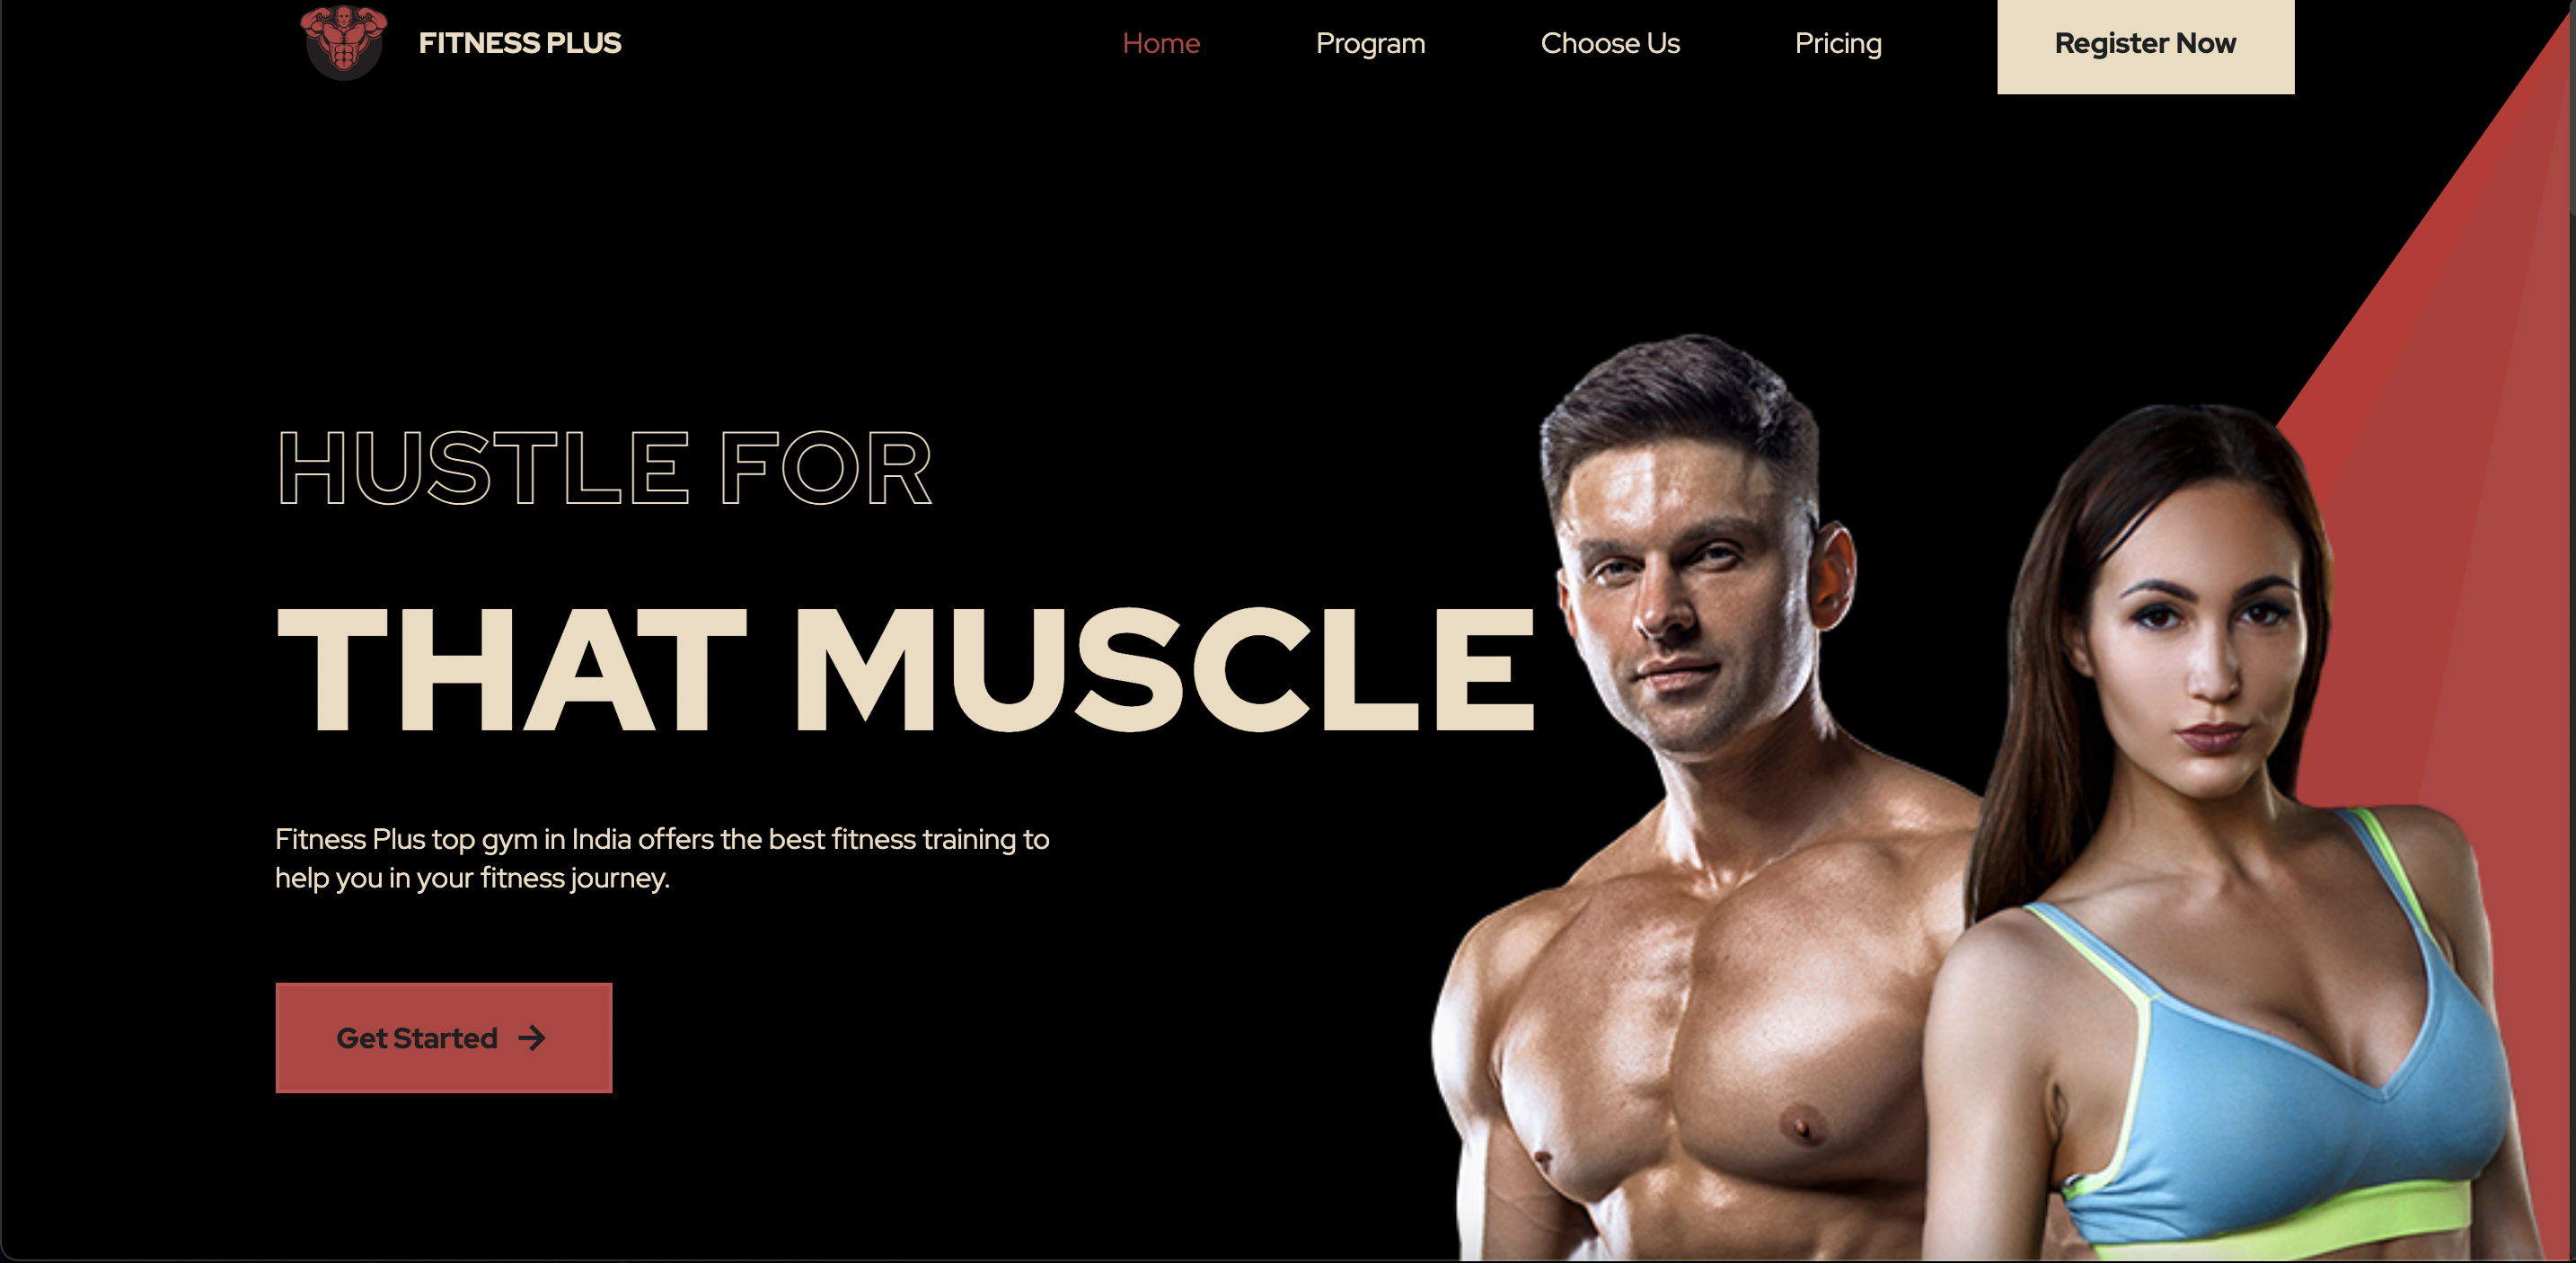 FITNESS PLUS
Home
Program
Choose Us
Pricing
Register Now
HUSTLE FOR
THAT MUSCLE
Fitness Plus top gym in India offers the best fitness training to
help you in your fitness journey.
Get Started →